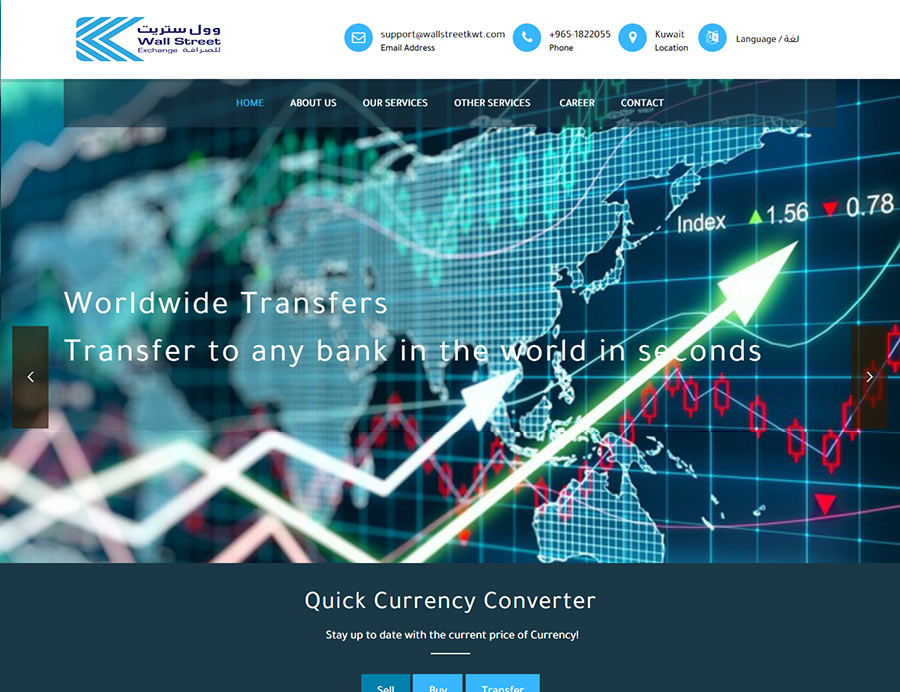 وول ستريت
Wall Street
Exchange للصرافة
support@wallstreetkwt.com
Email Address
+965-1822055
Phone
Kuwait
Location
Language / لغة
HOME
ABOUT US
OUR SERVICES
OTHER SERVICES
CAREER
CONTACT
Index ▲1.56 ▼0.78
Worldwide Transfers
Transfer to any bank in the world in seconds
Quick Currency Converter
Stay up to date with the current price of Currency!
Sell
Buy
Transfer